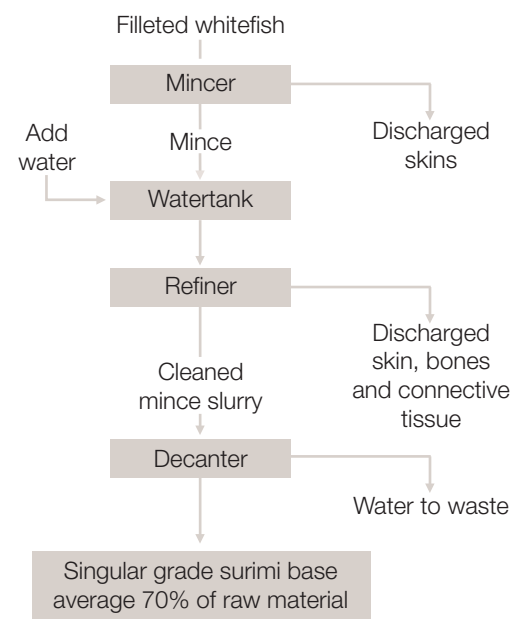 Filleted whitefish
Mincer
Discharged
skins
Mince
Add
water
Watertank
Refiner
Discharged
skin, bones
and connective
tissue
Cleaned
mince slurry
Decanter
Water to waste
Singular grade surimi base
average 70% of raw material